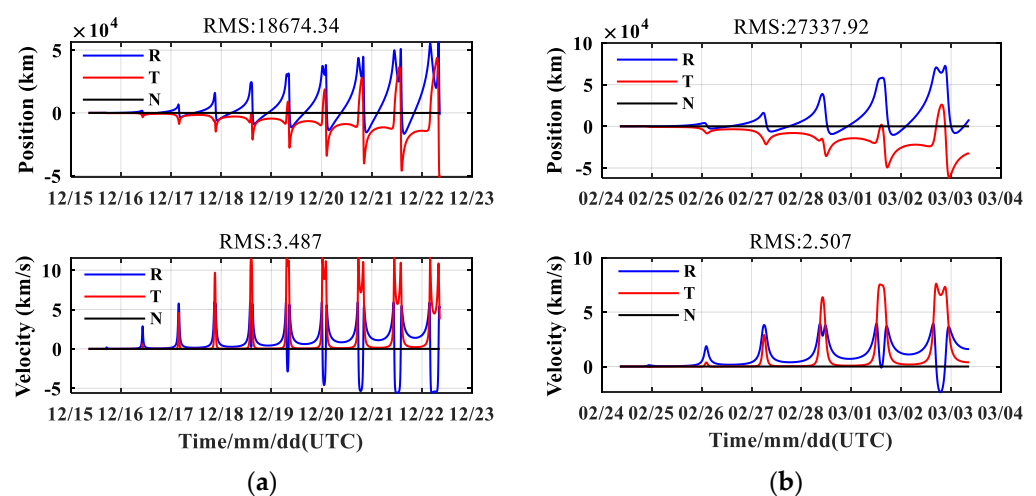 RMS:18674.34
×10⁴
Position (km)
5
0
-5
R
T
N
12/15 12/16 12/17 12/18 12/19 12/20 12/21 12/22 12/23
RMS:3.487
Velocity (km/s)
10
5
0
-5
R
T
N
12/15 12/16 12/17 12/18 12/19 12/20 12/21 12/22 12/23
Time/mm/dd(UTC)
(a)
RMS:27337.92
×10⁴
Position (km)
10
5
0
-5
R
T
N
02/24 02/25 02/26 02/27 02/28 03/01 03/02 03/03 03/04
RMS:2.507
Velocity (km/s)
10
5
0
R
T
N
02/24 02/25 02/26 02/27 02/28 03/01 03/02 03/03 03/04
Time/mm/dd(UTC)
(b)